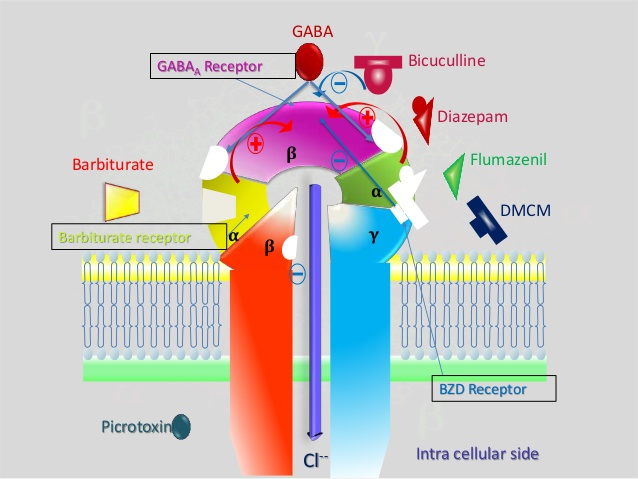 GABA
GABAA Receptor
Bicuculline
γ
β
+
−
+
Diazepam
β
−
Flumazenil
Barbiturate
α
DMCM
Barbiturate receptor
α
β
γ
−
BZD Receptor
Picrotoxin
β
Cl--
Intra cellular side